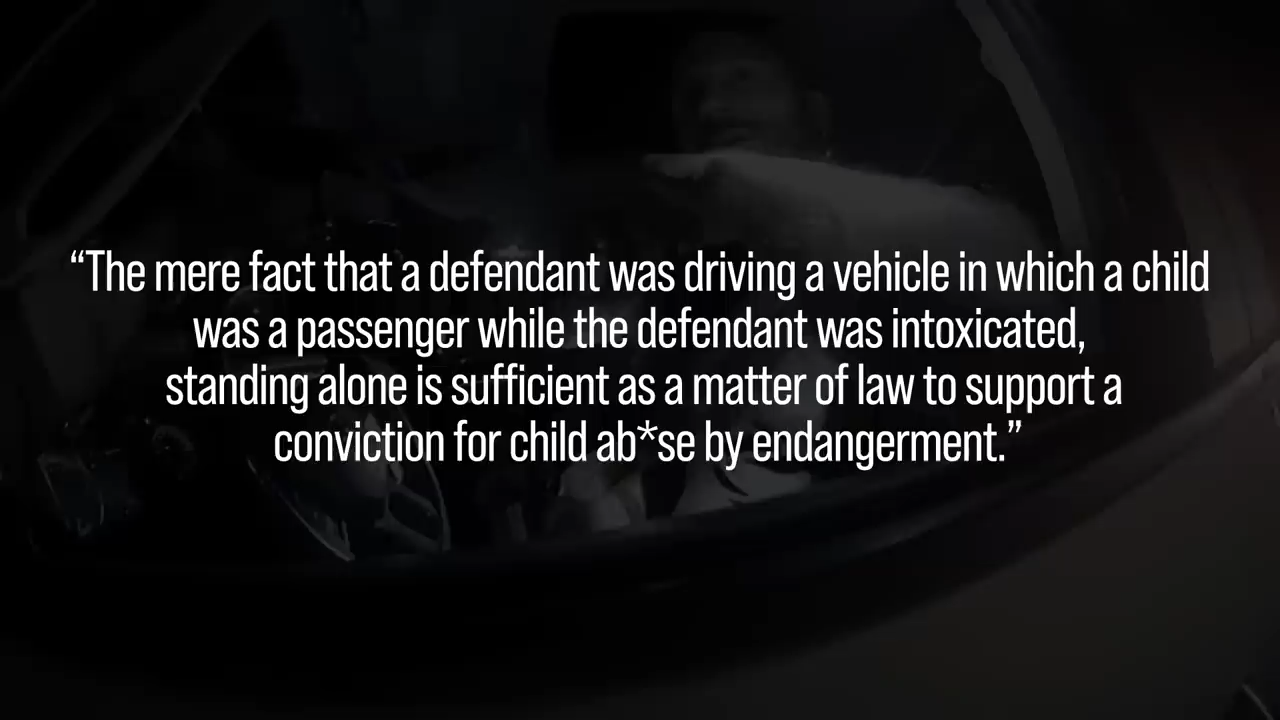 “The mere fact that a defendant was driving a vehicle in which a child
was a passenger while the defendant was intoxicated,
standing alone is sufficient as a matter of law to support a
conviction for child ab*se by endangerment.”